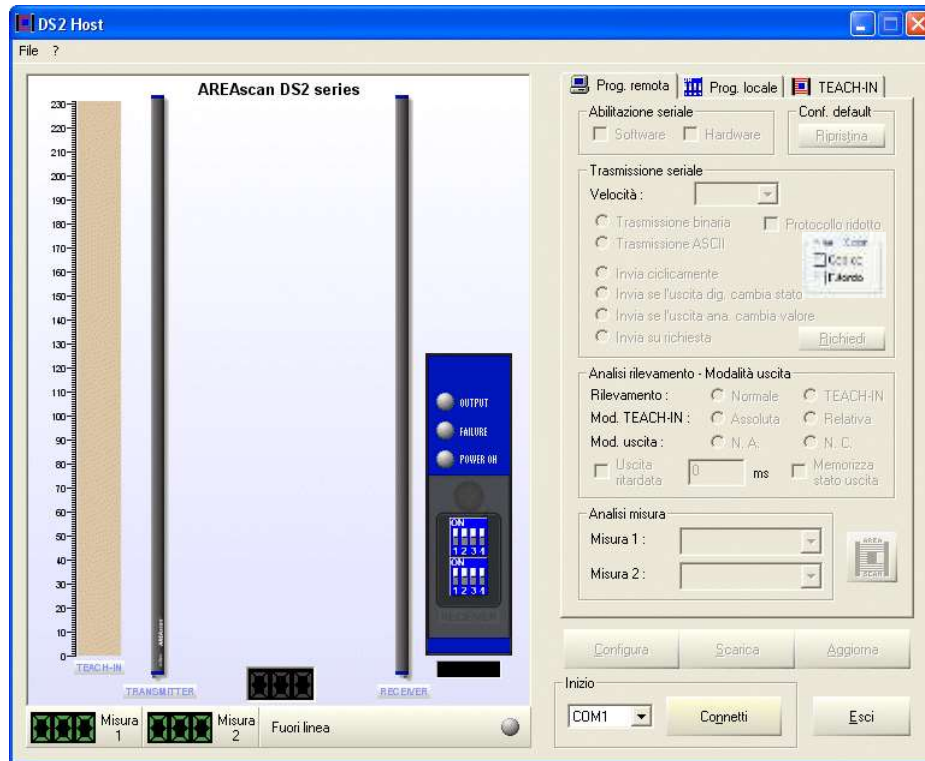 DS2 Host
File ?
AREAscan DS2 series
230
220
210
200
190
180
170
160
150
140
130
120
110
100
90
80
70
60
50
40
30
20
10
0
TEACH-IN
TRANSMITTER
AREAscan
RECEIVER
OUTPUT
FAILURE
POWER ON
ON
1 2 3 4
ON
1 2 3 4
RECEIVER
Misura 1
Misura 2
Fuori linea
Prog. remota
Prog. locale
TEACH-IN
Abilitazione seriale
Software
Hardware
Conf. default
Ripristina
Trasmissione seriale
Velocità :
Trasmissione binaria
Protocollo ridotto
Trasmissione ASCII
Invia ciclicamente
Invia se l'uscita dig. cambia stato
Invia se l'uscita ana. cambia valore
Invia su richiesta
Richiedi
Analisi rilevamento - Modalità uscita
Rilevamento :
Normale
TEACH-IN
Mod. TEACH-IN :
Assoluta
Relativa
Mod. uscita :
N. A.
N. C.
Uscita ritardata
0
ms
Memorizza stato uscita
Analisi misura
Misura 1 :
Misura 2 :
AREA
SCAN
Configura
Scarica
Aggiorna
Inizio
COM1
Connetti
Esci